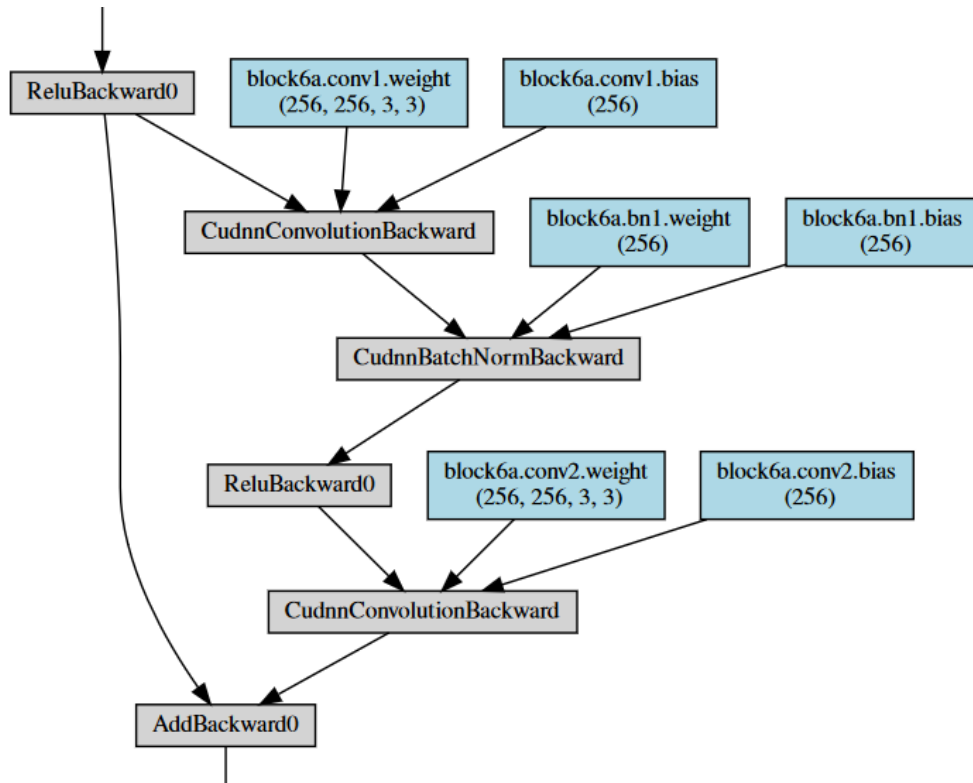 ReluBackward0
block6a.conv1.weight
(256, 256, 3, 3)
block6a.conv1.bias
(256)
CudnnConvolutionBackward
block6a.bn1.weight
(256)
block6a.bn1.bias
(256)
CudnnBatchNormBackward
ReluBackward0
block6a.conv2.weight
(256, 256, 3, 3)
block6a.conv2.bias
(256)
CudnnConvolutionBackward
AddBackward0